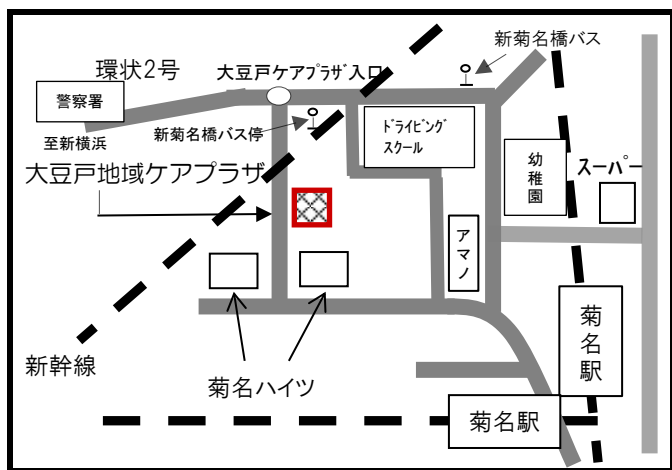 新菊名橋バス
環状2号
大豆戸ケアプラザ入口
警察署
至新横浜
新菊名橋バス停
ドライビング
スクール
大豆戸地域ケアプラザ
幼稚園
スーパー
アマノ
新幹線
菊名ハイツ
菊名駅
菊名駅